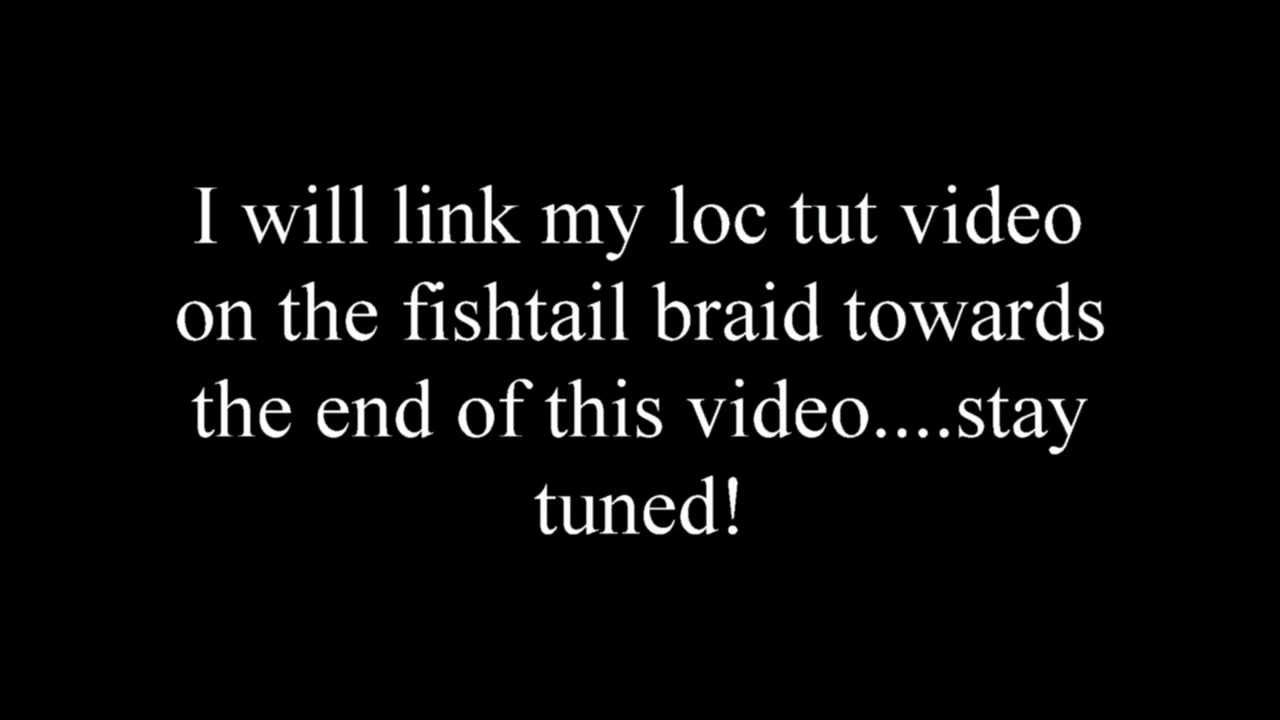 I will link my loc tut video
on the fishtail braid towards
the end of this video....stay
tuned!